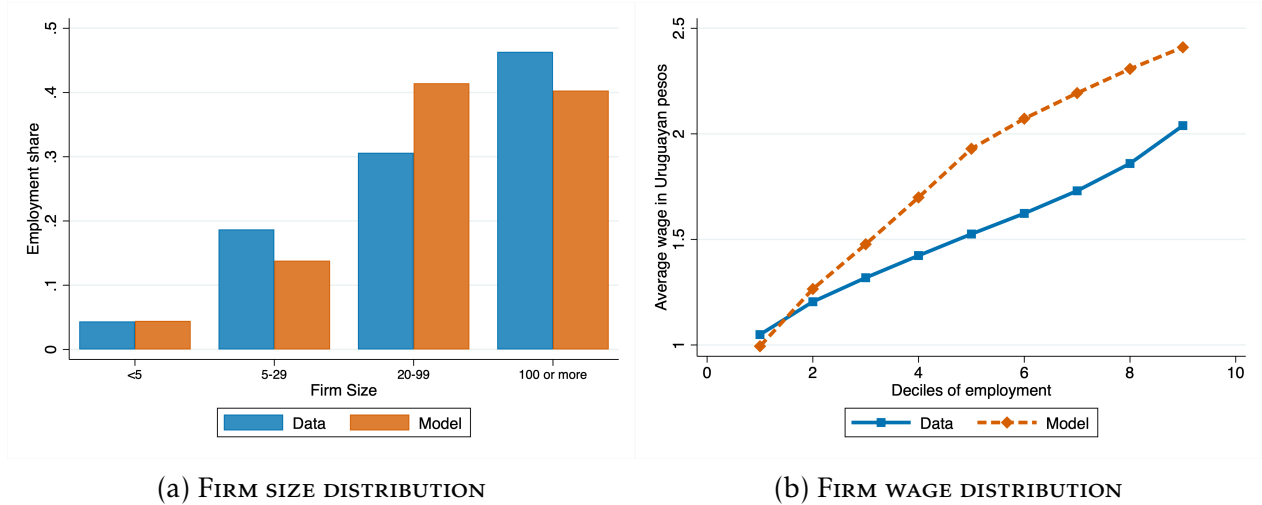 .5
.4
.3
.2
.1
0
Employment share
<5
5-29
20-99
100 or more
Firm Size
Data
Model
(a) Firm size distribution
2.5
2
1.5
1
Average wage in Uruguayan pesos
0
2
4
6
8
10
Deciles of employment
Data
Model
(b) Firm wage distribution